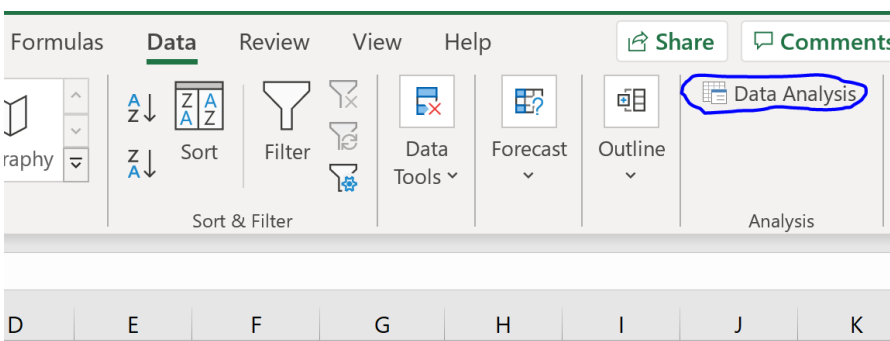 Formulas Data Review View Help Share Comments
A
Z
Z
A
Z A
A Z
Sort
Filter
raphy
Data
Tools
Forecast
Outline
Data Analysis
Sort & Filter
Analysis
D E F G H I J K